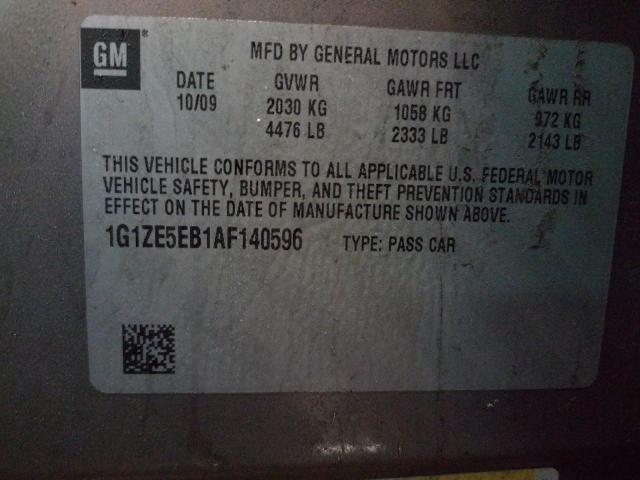 GM
MFD BY GENERAL MOTORS LLC
DATE GVWR GAWR FRT GAWR RR
10/09 2030 KG 1058 KG 972 KG
4476 LB 2333 LB 2143 LB
THIS VEHICLE CONFORMS TO ALL APPLICABLE U.S. FEDERAL MOTOR
VEHICLE SAFETY, BUMPER, AND THEFT PREVENTION STANDARDS IN
EFFECT ON THE DATE OF MANUFACTURE SHOWN ABOVE.
1G1ZE5EB1AF140596 TYPE: PASS CAR